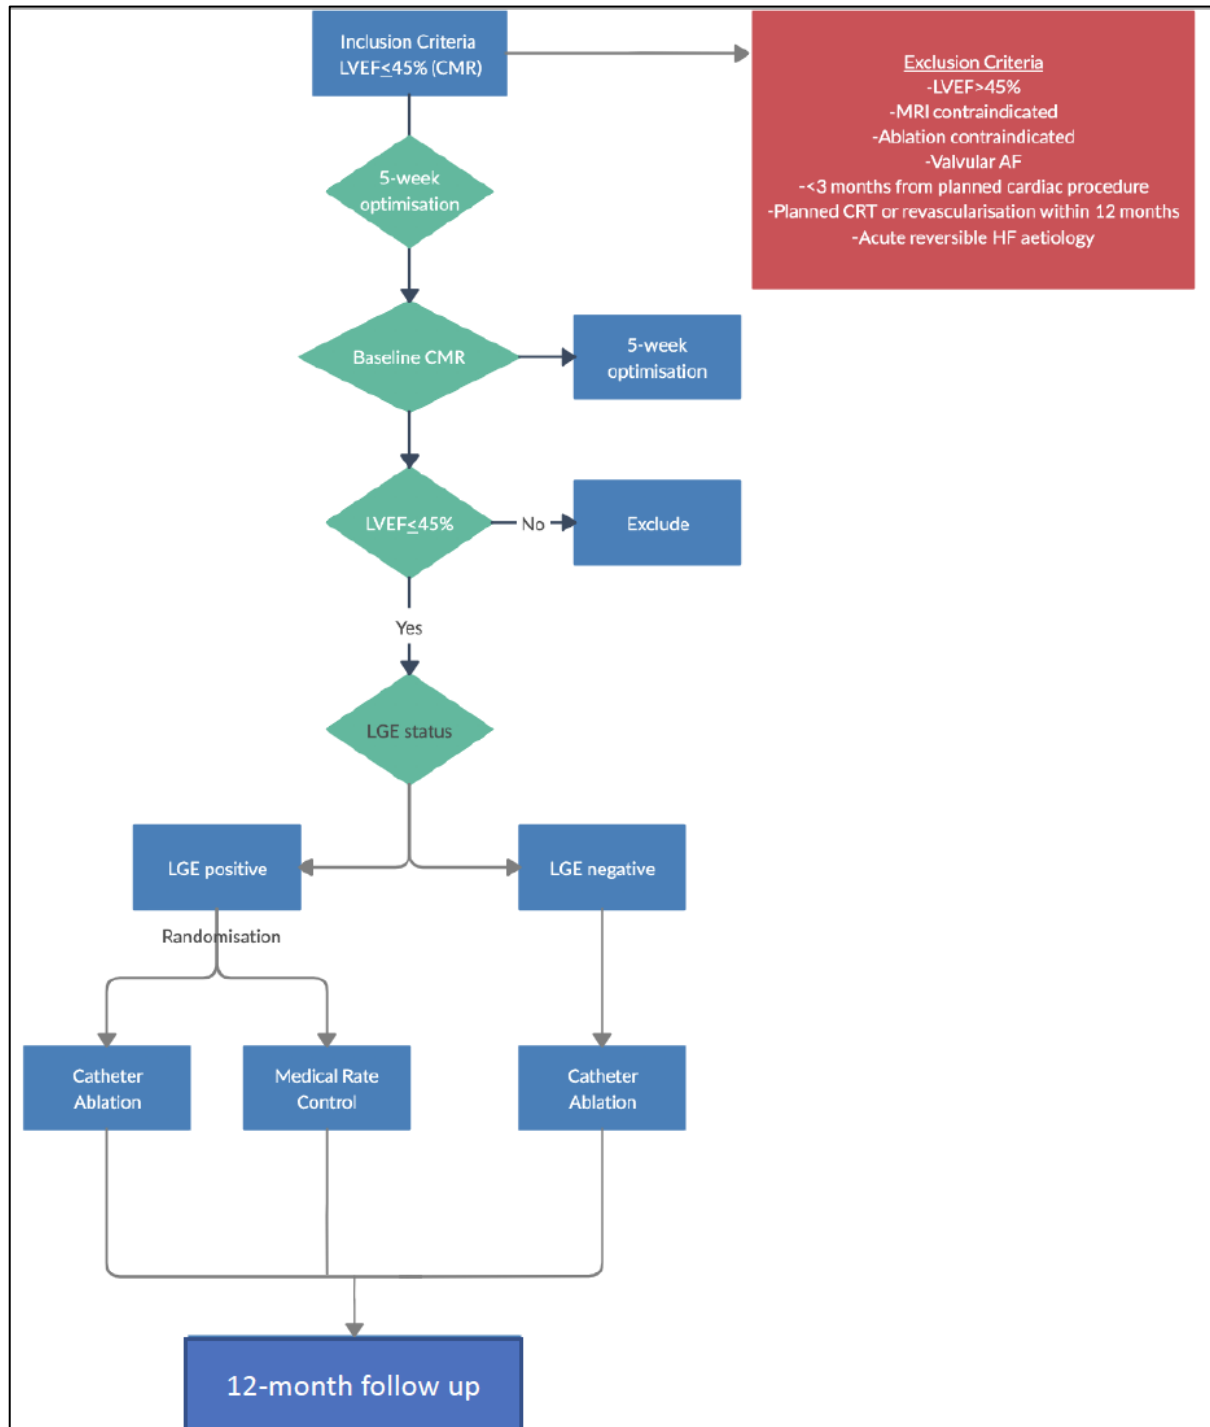 Inclusion Criteria
LVEF≤45% (CMR)
Exclusion Criteria
-LVEF>45%
-MRI contraindicated
-Ablation contraindicated
-Valvular AF
-<3 months from planned cardiac procedure
-Planned CRT or revascularisation within 12 months
-Acute reversible HF aetiology
5-week
optimisation
Baseline CMR
5-week
optimisation
LVEF≤45%
No
Exclude
Yes
LGE status
LGE positive
LGE negative
Randomisation
Catheter
Ablation
Medical Rate
Control
Catheter
Ablation
12-month follow up